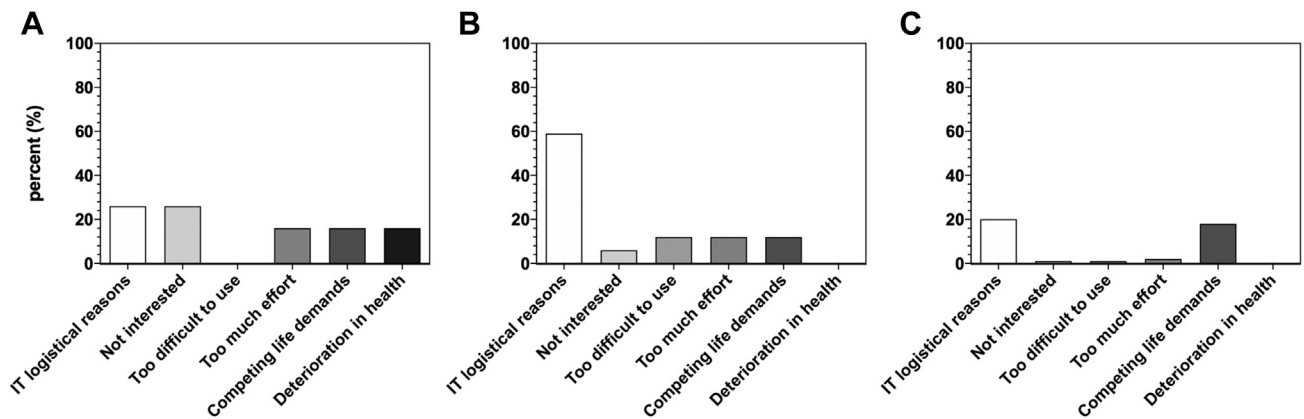 A
100
80
60
40
20
0
percent (%)
IT logistical reasons
Not interested
Too difficult to use
Too much effort
Competing life demands
Deterioration in health
B
100
80
60
40
20
0
IT logistical reasons
Not interested
Too difficult to use
Too much effort
Competing life demands
Deterioration in health
C
100
80
60
40
20
0
IT logistical reasons
Not interested
Too difficult to use
Too much effort
Competing life demands
Deterioration in health